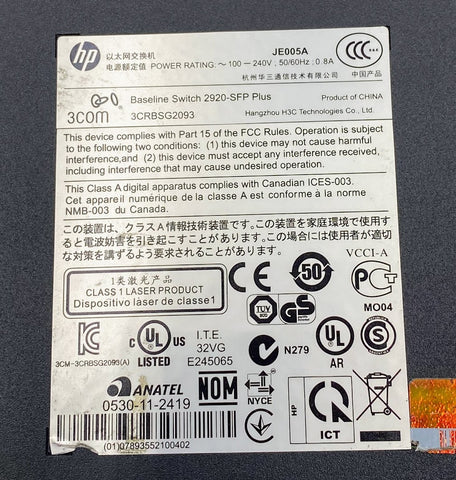 hp
以太网交换机
JE005A
电源额定值 POWER RATING: ～100－240V; 50/60Hz; 0.8A
杭州华三通信技术有限公司
中国产品
CCC
3COM
Baseline Switch 2920-SFP Plus
Product of CHINA
3CRBSG2093
Hangzhou H3C Technologies Co., Ltd
This device complies with Part 15 of the FCC Rules. Operation is subject
to the following two conditions: (1) this device may not cause harmful
interference,and (2) this device must accept any interference received,
including interference that may cause undesired operation.
This Class A digital apparatus complies with Canadian ICES-003.
Cet appareil numérique de la classe A est conforme à la norme
NMB-003 du Canada.
この装置は、クラスA情報技術装置です。この装置を家庭環境で使用す
ると電波妨害を引き起こすことがあります。この場合には使用者が適切
な対策を講ずるよう要求されることがあります。
VCCI-A
1类激光产品
CLASS 1 LASER PRODUCT
Dispositivo láser de classe1
CE
50
PCT
MO04
TUV
GS
KC
3CM-3CRBSG2093(A)
C UL US
LISTED
I.T.E.
32VG
E245065
N279
UL
AR
S
ANATEL
0530-11-2419
NOM
NYCE
HP
ICT
(01)07893552100402